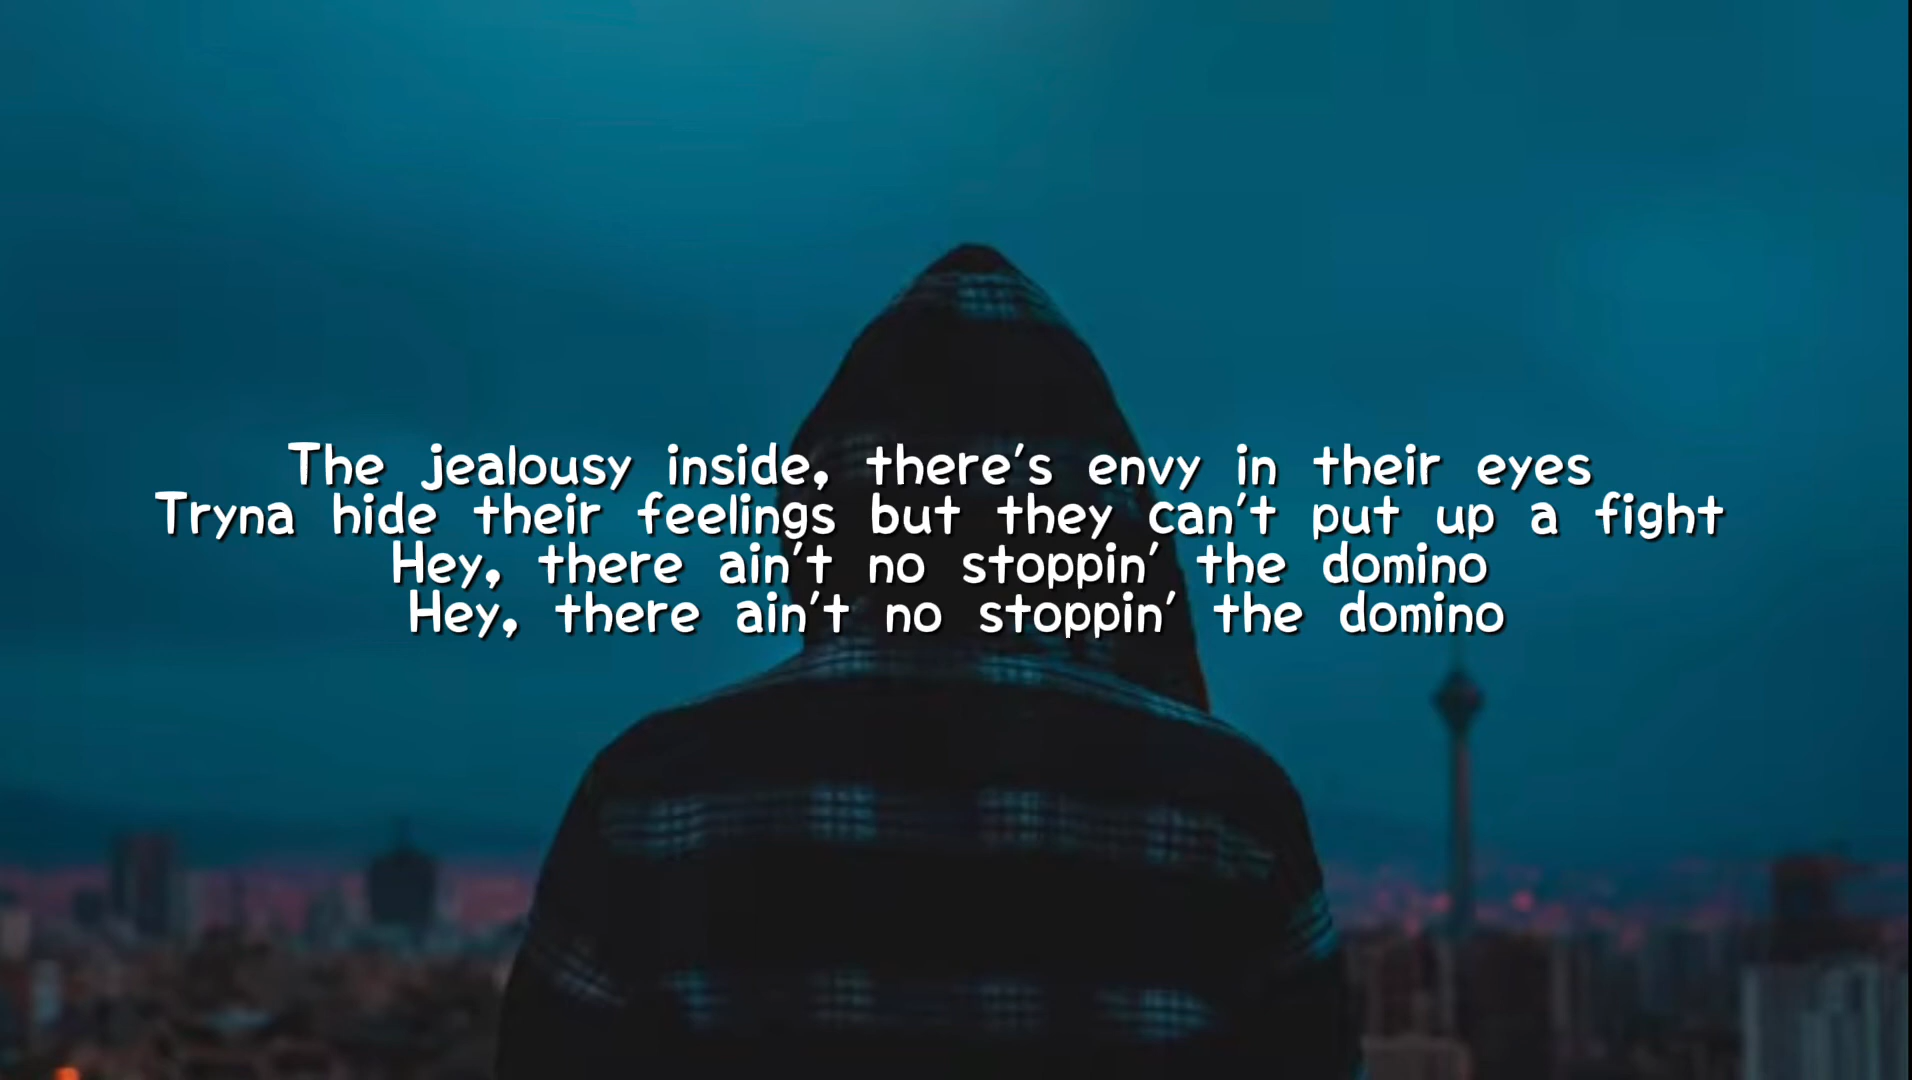 The jealousy inside, there's envy in their eyes
Tryna hide their feelings but they can't put up a fight
Hey, there ain't no stoppin' the domino
Hey, there ain't no stoppin' the domino